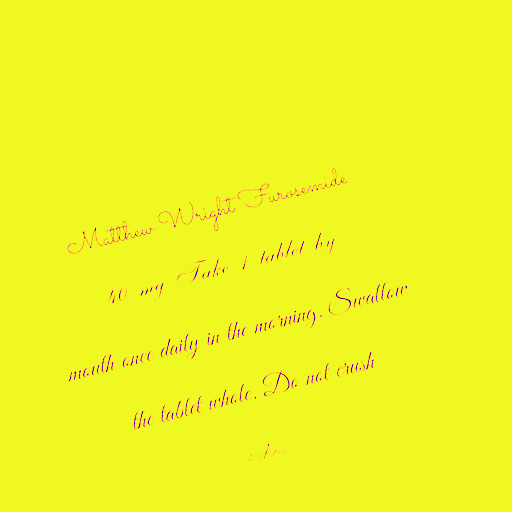 Matthew Wright Furosemide
40 mg Take 1 tablet by
mouth once daily in the morning. Swallow
the tablet whole. Do not crush